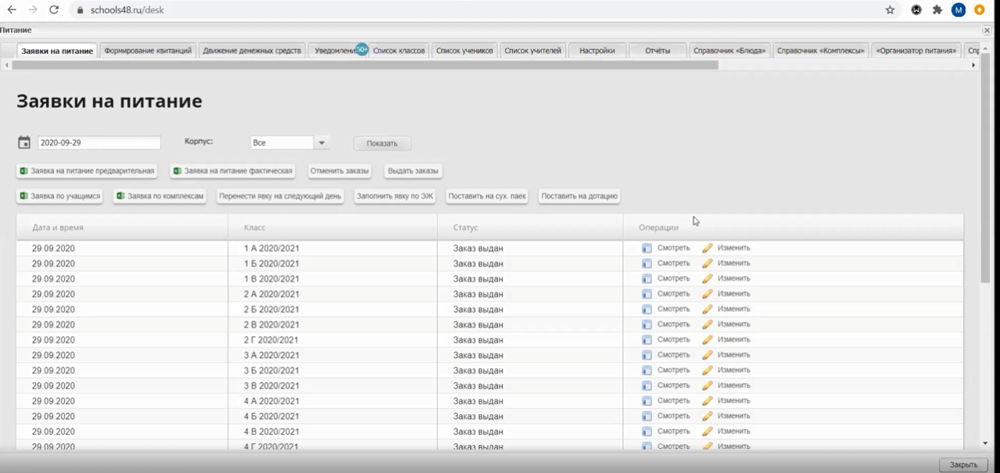 schools48.ru/desk
M
Питание
Заявки на питание Формирование квитанций Движение денежных средств Уведомлени 50+ Список классов Список учеников Список учителей Настройки Отчёты Справочник «Блюда» Справочник «Комплексы» «Организатор питания» Спр
Заявки на питание
2020-09-29 Корпус: Все Показать
Заявка на питание предварительная Заявка на питание фактическая Отменить заказы Выдать заказы
Заявка по учащимся Заявка по комплексам Перенести явку на следующий день Заполнить явку по ЭЖ Поставить на сух. паек Поставить на дотацию
Дата и время Класс Статус Операции
29.09.2020 1 А 2020/2021 Заказ выдан Смотреть Изменить
29.09.2020 1 Б 2020/2021 Заказ выдан Смотреть Изменить
29.09.2020 1 В 2020/2021 Заказ выдан Смотреть Изменить
29.09.2020 2 А 2020/2021 Заказ выдан Смотреть Изменить
29.09.2020 2 Б 2020/2021 Заказ выдан Смотреть Изменить
29.09.2020 2 В 2020/2021 Заказ выдан Смотреть Изменить
29.09.2020 2 Г 2020/2021 Заказ выдан Смотреть Изменить
29.09.2020 3 А 2020/2021 Заказ выдан Смотреть Изменить
29.09.2020 3 Б 2020/2021 Заказ выдан Смотреть Изменить
29.09.2020 3 В 2020/2021 Заказ выдан Смотреть Изменить
29.09.2020 4 А 2020/2021 Заказ выдан Смотреть Изменить
29.09.2020 4 Б 2020/2021 Заказ выдан Смотреть Изменить
29.09.2020 4 В 2020/2021 Заказ выдан Смотреть Изменить
29.09.2020 4 Г 2020/2021 Заказ выдан Смотреть Изменить
Закрыть